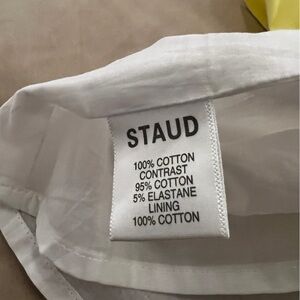 STAUD
100% COTTON
CONTRAST
95% COTTON
5% ELASTANE
LINING
100% COTTON